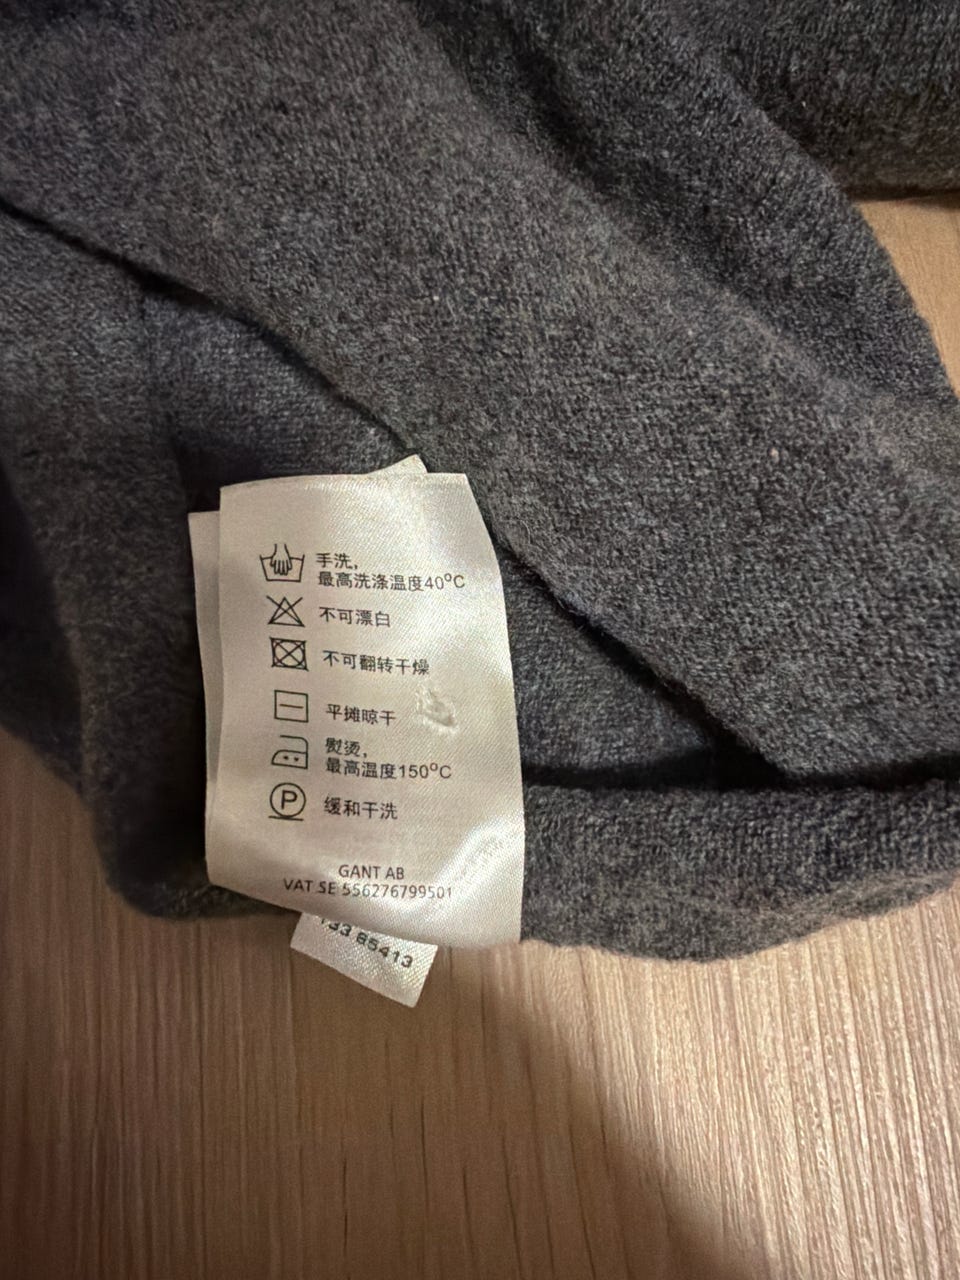 手洗,
最高洗涤温度40°C
不可漂白
不可翻转干燥
平摊晾干
熨烫,
最高温度150°C
P
缓和干洗
GANT AB
VAT SE 556276799501
85413